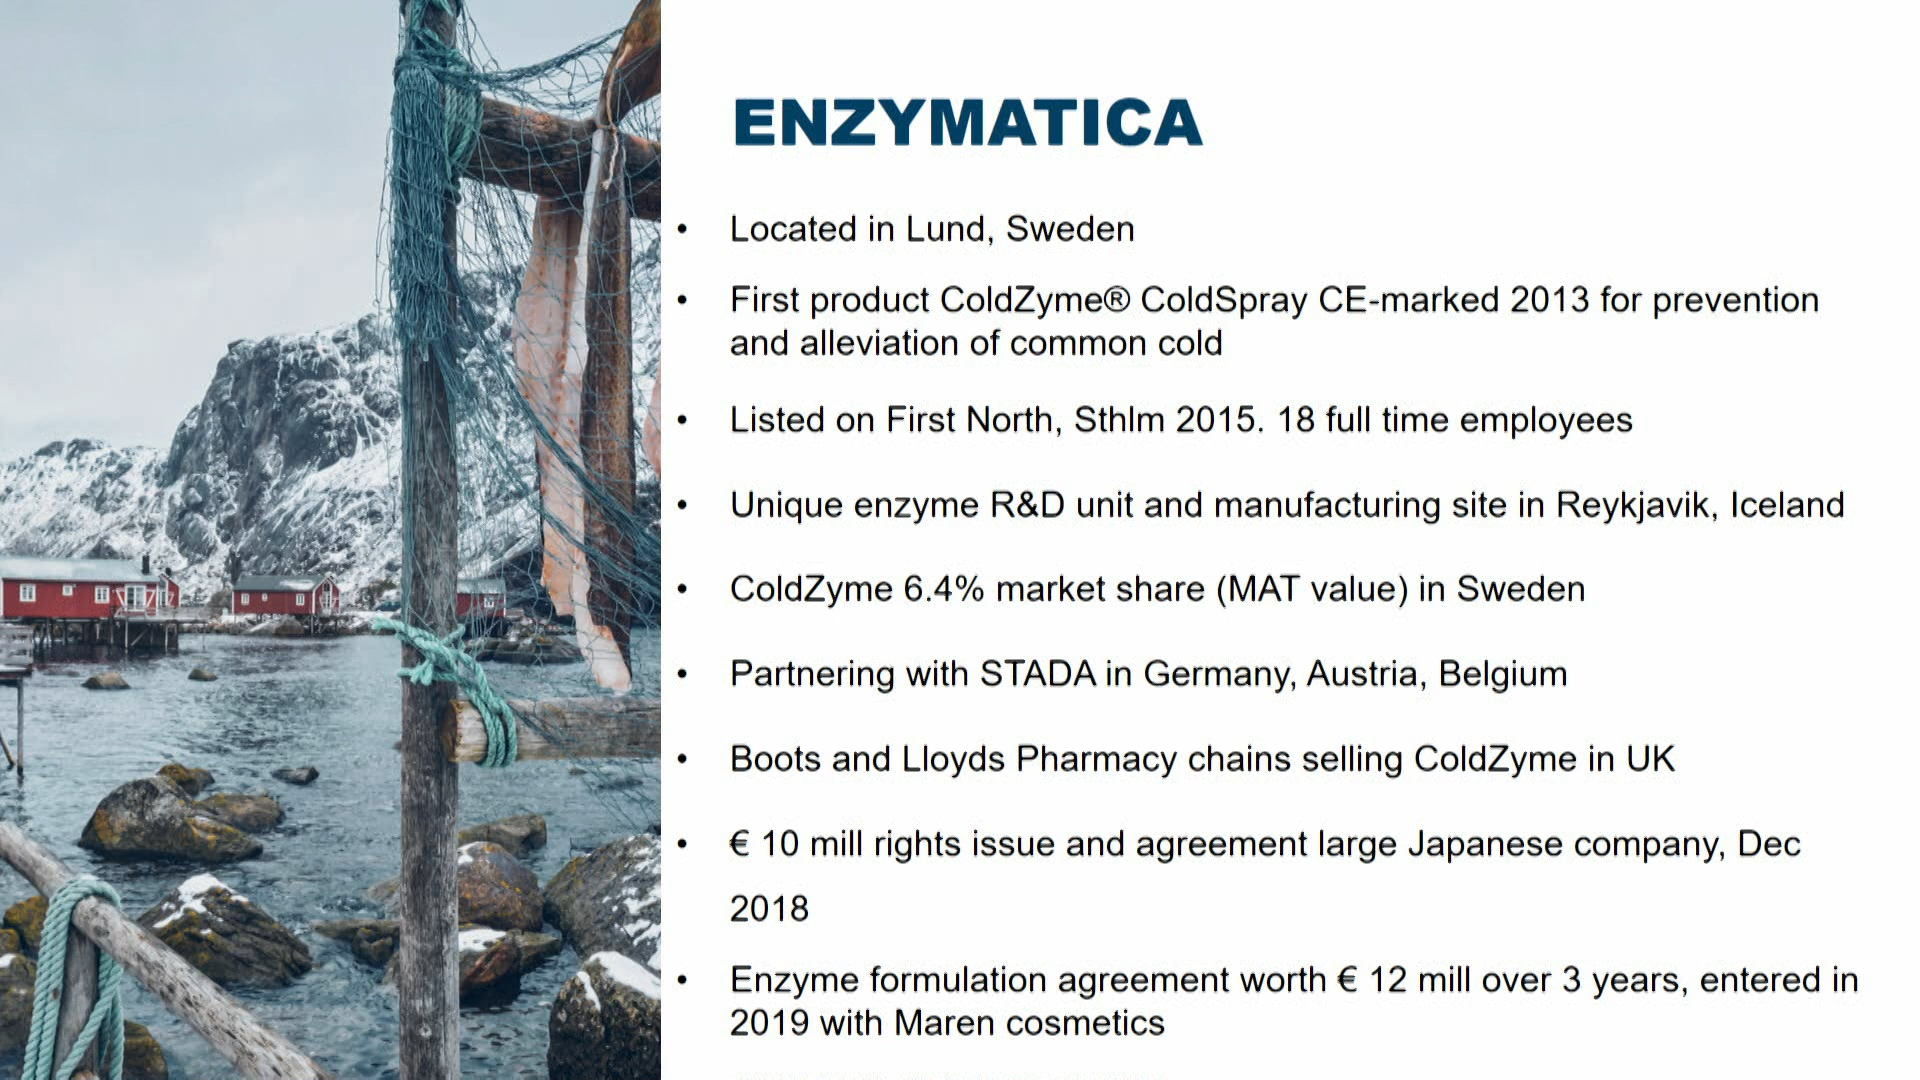 ENZYMATICA
• Located in Lund, Sweden
• First product ColdZyme® ColdSpray CE-marked 2013 for prevention
and alleviation of common cold
• Listed on First North, Sthlm 2015. 18 full time employees
• Unique enzyme R&D unit and manufacturing site in Reykjavik, Iceland
• ColdZyme 6.4% market share (MAT value) in Sweden
• Partnering with STADA in Germany, Austria, Belgium
• Boots and Lloyds Pharmacy chains selling ColdZyme in UK
• € 10 mill rights issue and agreement large Japanese company, Dec
2018
• Enzyme formulation agreement worth € 12 mill over 3 years, entered in
2019 with Maren cosmetics